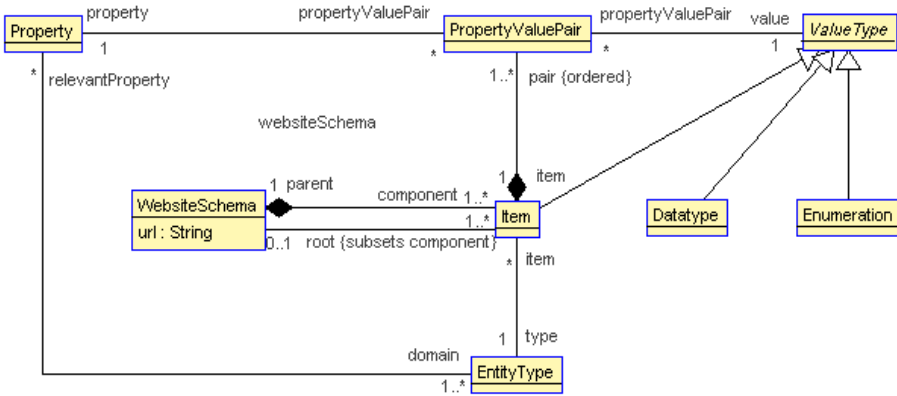 property
propertyValuePair
propertyValuePair
value
Property
PropertyValuePair
ValueType
1
*
*
1
*
relevantProperty
1..*
pair {ordered}
websiteSchema
1
item
1
parent
component
1..*
WebsiteSchema
url : String
Item
Datatype
Enumeration
1..*
0..1
root {subsets component}
*
item
1
type
domain
EntityType
1..*